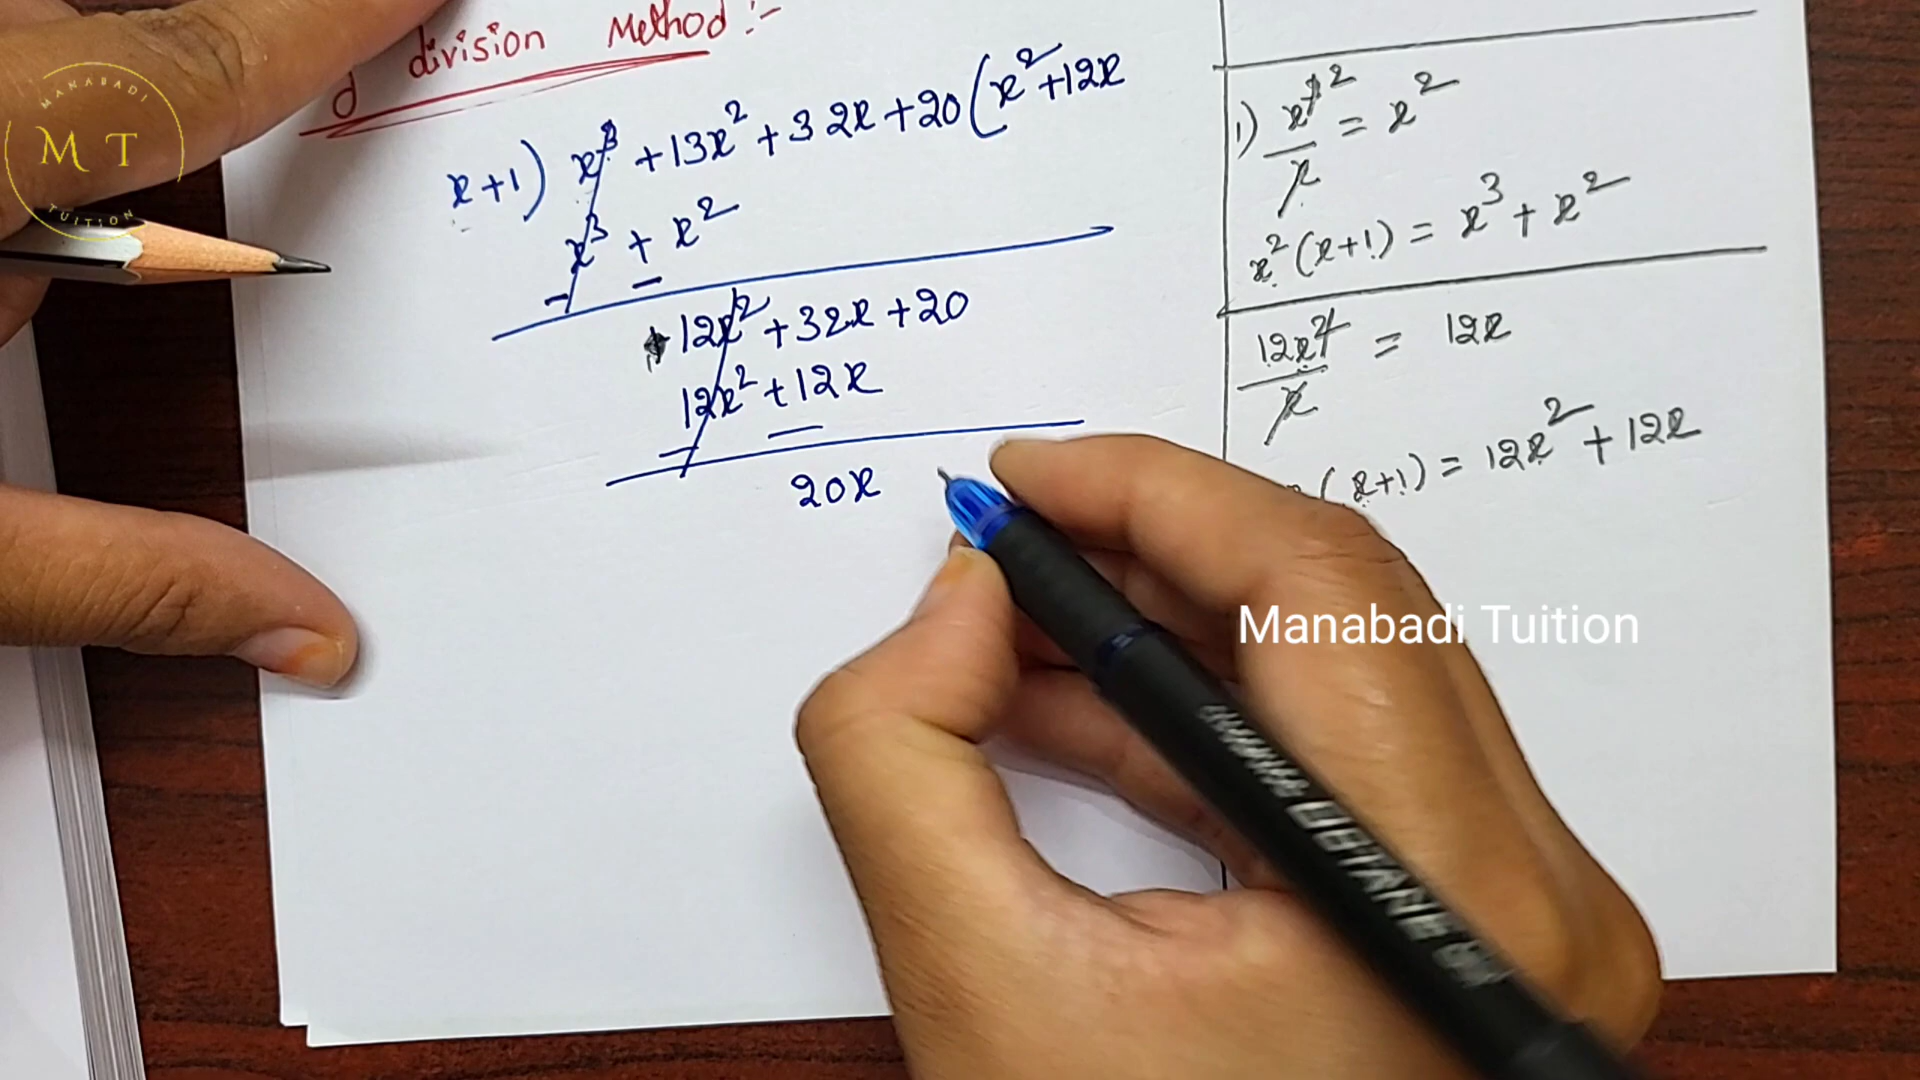 division Method:-
x+1) x³ +13x² +32x +20 (x²+12x
x³ + x²
- -
+12x² +32x +20
12x² +12x
- -
20x
1) x³/x = x²
x²(x+1) = x³ + x²
12x²/x = 12x
(x+1) = 12x² + 12x
MANABADI
M T
TUITION
Manabadi Tuition